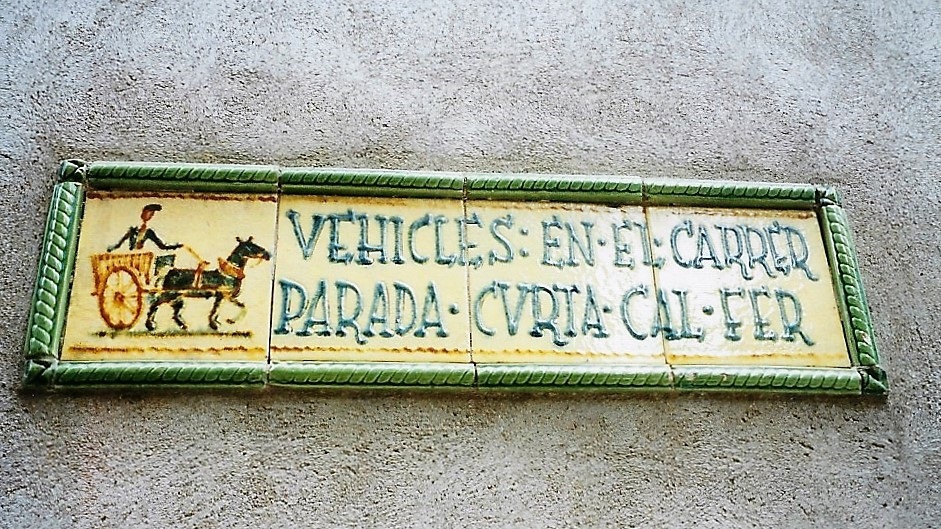 VEHICLES: EN·EL: CARRER
PARADA· CVRTA· CAL·FER